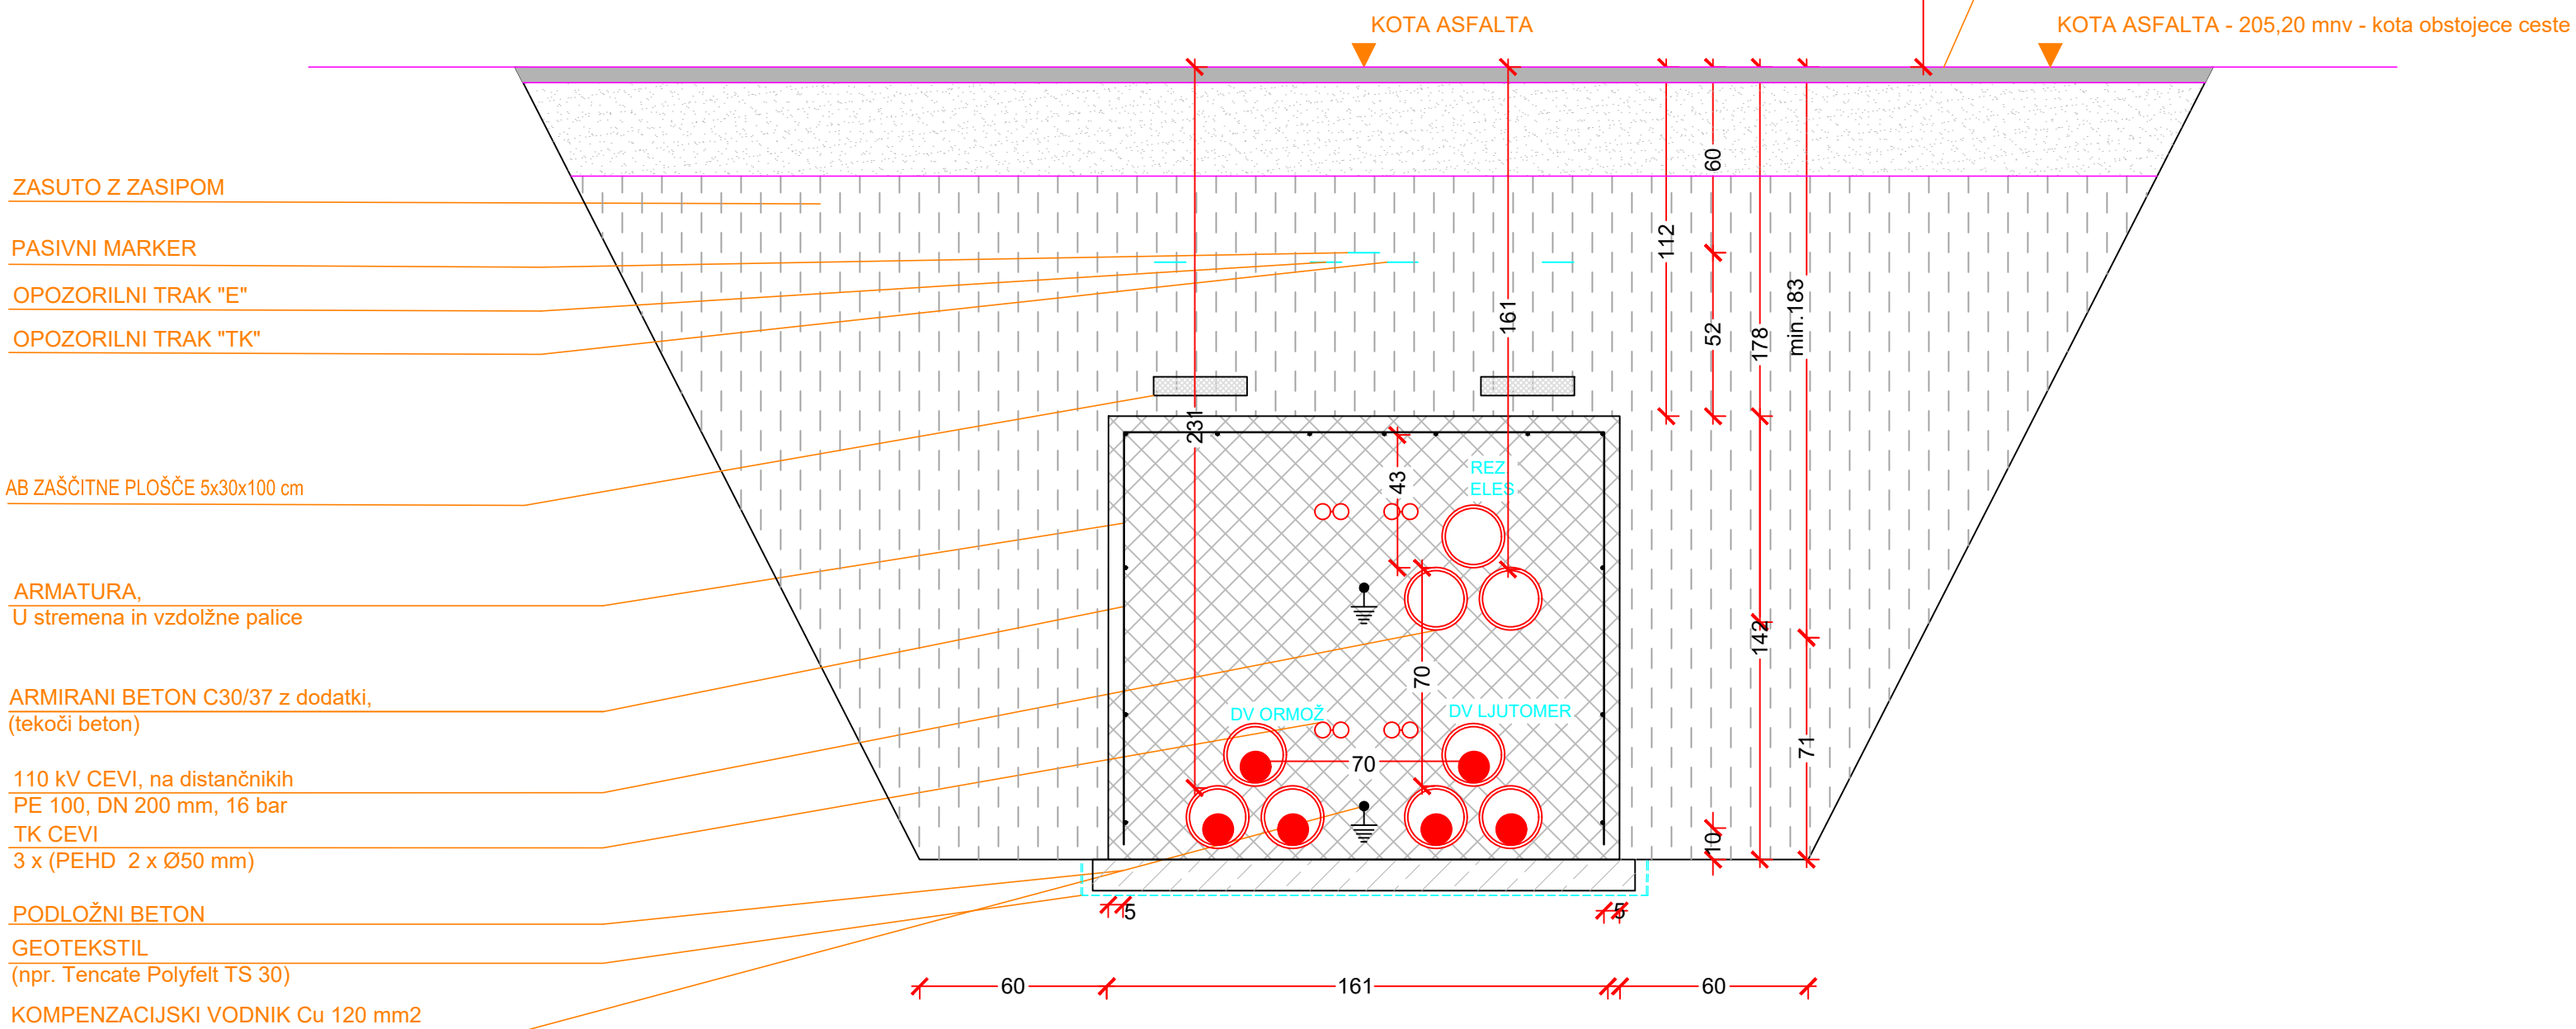 KOTA ASFALTA
KOTA ASFALTA - 205,20 mnv - kota obstojece ceste
ZASUTO Z ZASIPOM
PASIVNI MARKER
OPOZORILNI TRAK "E"
OPOZORILNI TRAK "TK"
AB ZAŠČITNE PLOŠČE 5x30x100 cm
ARMATURA,
U stremena in vzdolžne palice
ARMIRANI BETON C30/37 z dodatki,
(tekoči beton)
110 kV CEVI, na distančnikih
PE 100, DN 200 mm, 16 bar
TK CEVI
3 x (PEHD 2 x Ø50 mm)
PODLOŽNI BETON
GEOTEKSTIL
(npr. Tencate Polyfelt TS 30)
KOMPENZACIJSKI VODNIK Cu 120 mm2
231
161
112
60
52
178
min.183
43
REZ
ELES
70
142
71
DV ORMOŽ
DV LJUTOMER
70
10
5
5
60
161
60